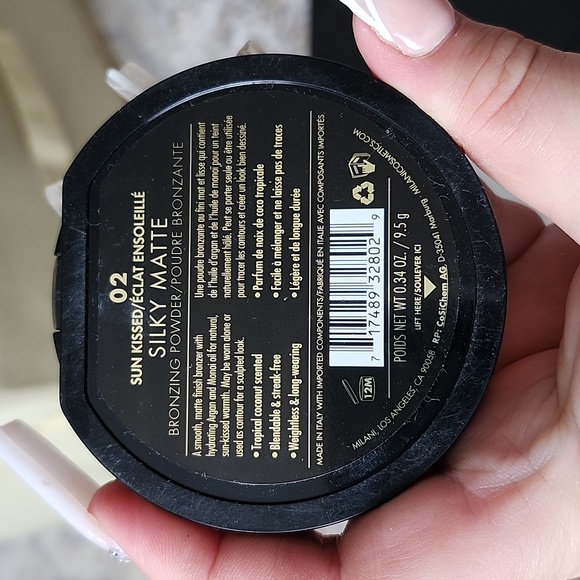 02
SUN KISSED/ÉCLAT ENSOLEILLÉ
SILKY MATTE
BRONZING POWDER/POUDRE BRONZANTE
A smooth, matte finish bronzer with
hydrating Argan and Monoi oil for natural,
sun-kissed warmth. May be worn alone or
used as contour for a sculpted look.
• Tropical coconut scented
• Blendable & streak-free
• Weightless & long-wearing
Une poudre bronzante au fini mat et lisse qui contient
de l'huile d'argan et de l'huile de monoï pour un teint
naturellement hâlé. Peut se porter seule ou être utilisée
pour tracer les contours et créer un look bien dessiné.
• Parfum de noix de coco tropicale
• Facile à mélanger et ne laisse pas de traces
• Légère et de longue durée
MADE IN ITALY WITH IMPORTED COMPONENTS/FABRIQUÉ EN ITALIE AVEC COMPOSANTS IMPORTÉS
12M
7 17489 32802 9
POIDS NET WT 0.34 OZ. / 9.5 g
LIFT HERE/SOULEVER ICI
MILANI, LOS ANGELES, CA 90058 RP: CoSiChem AG, D-35041 Marburg MILANICOSMETICS.COM